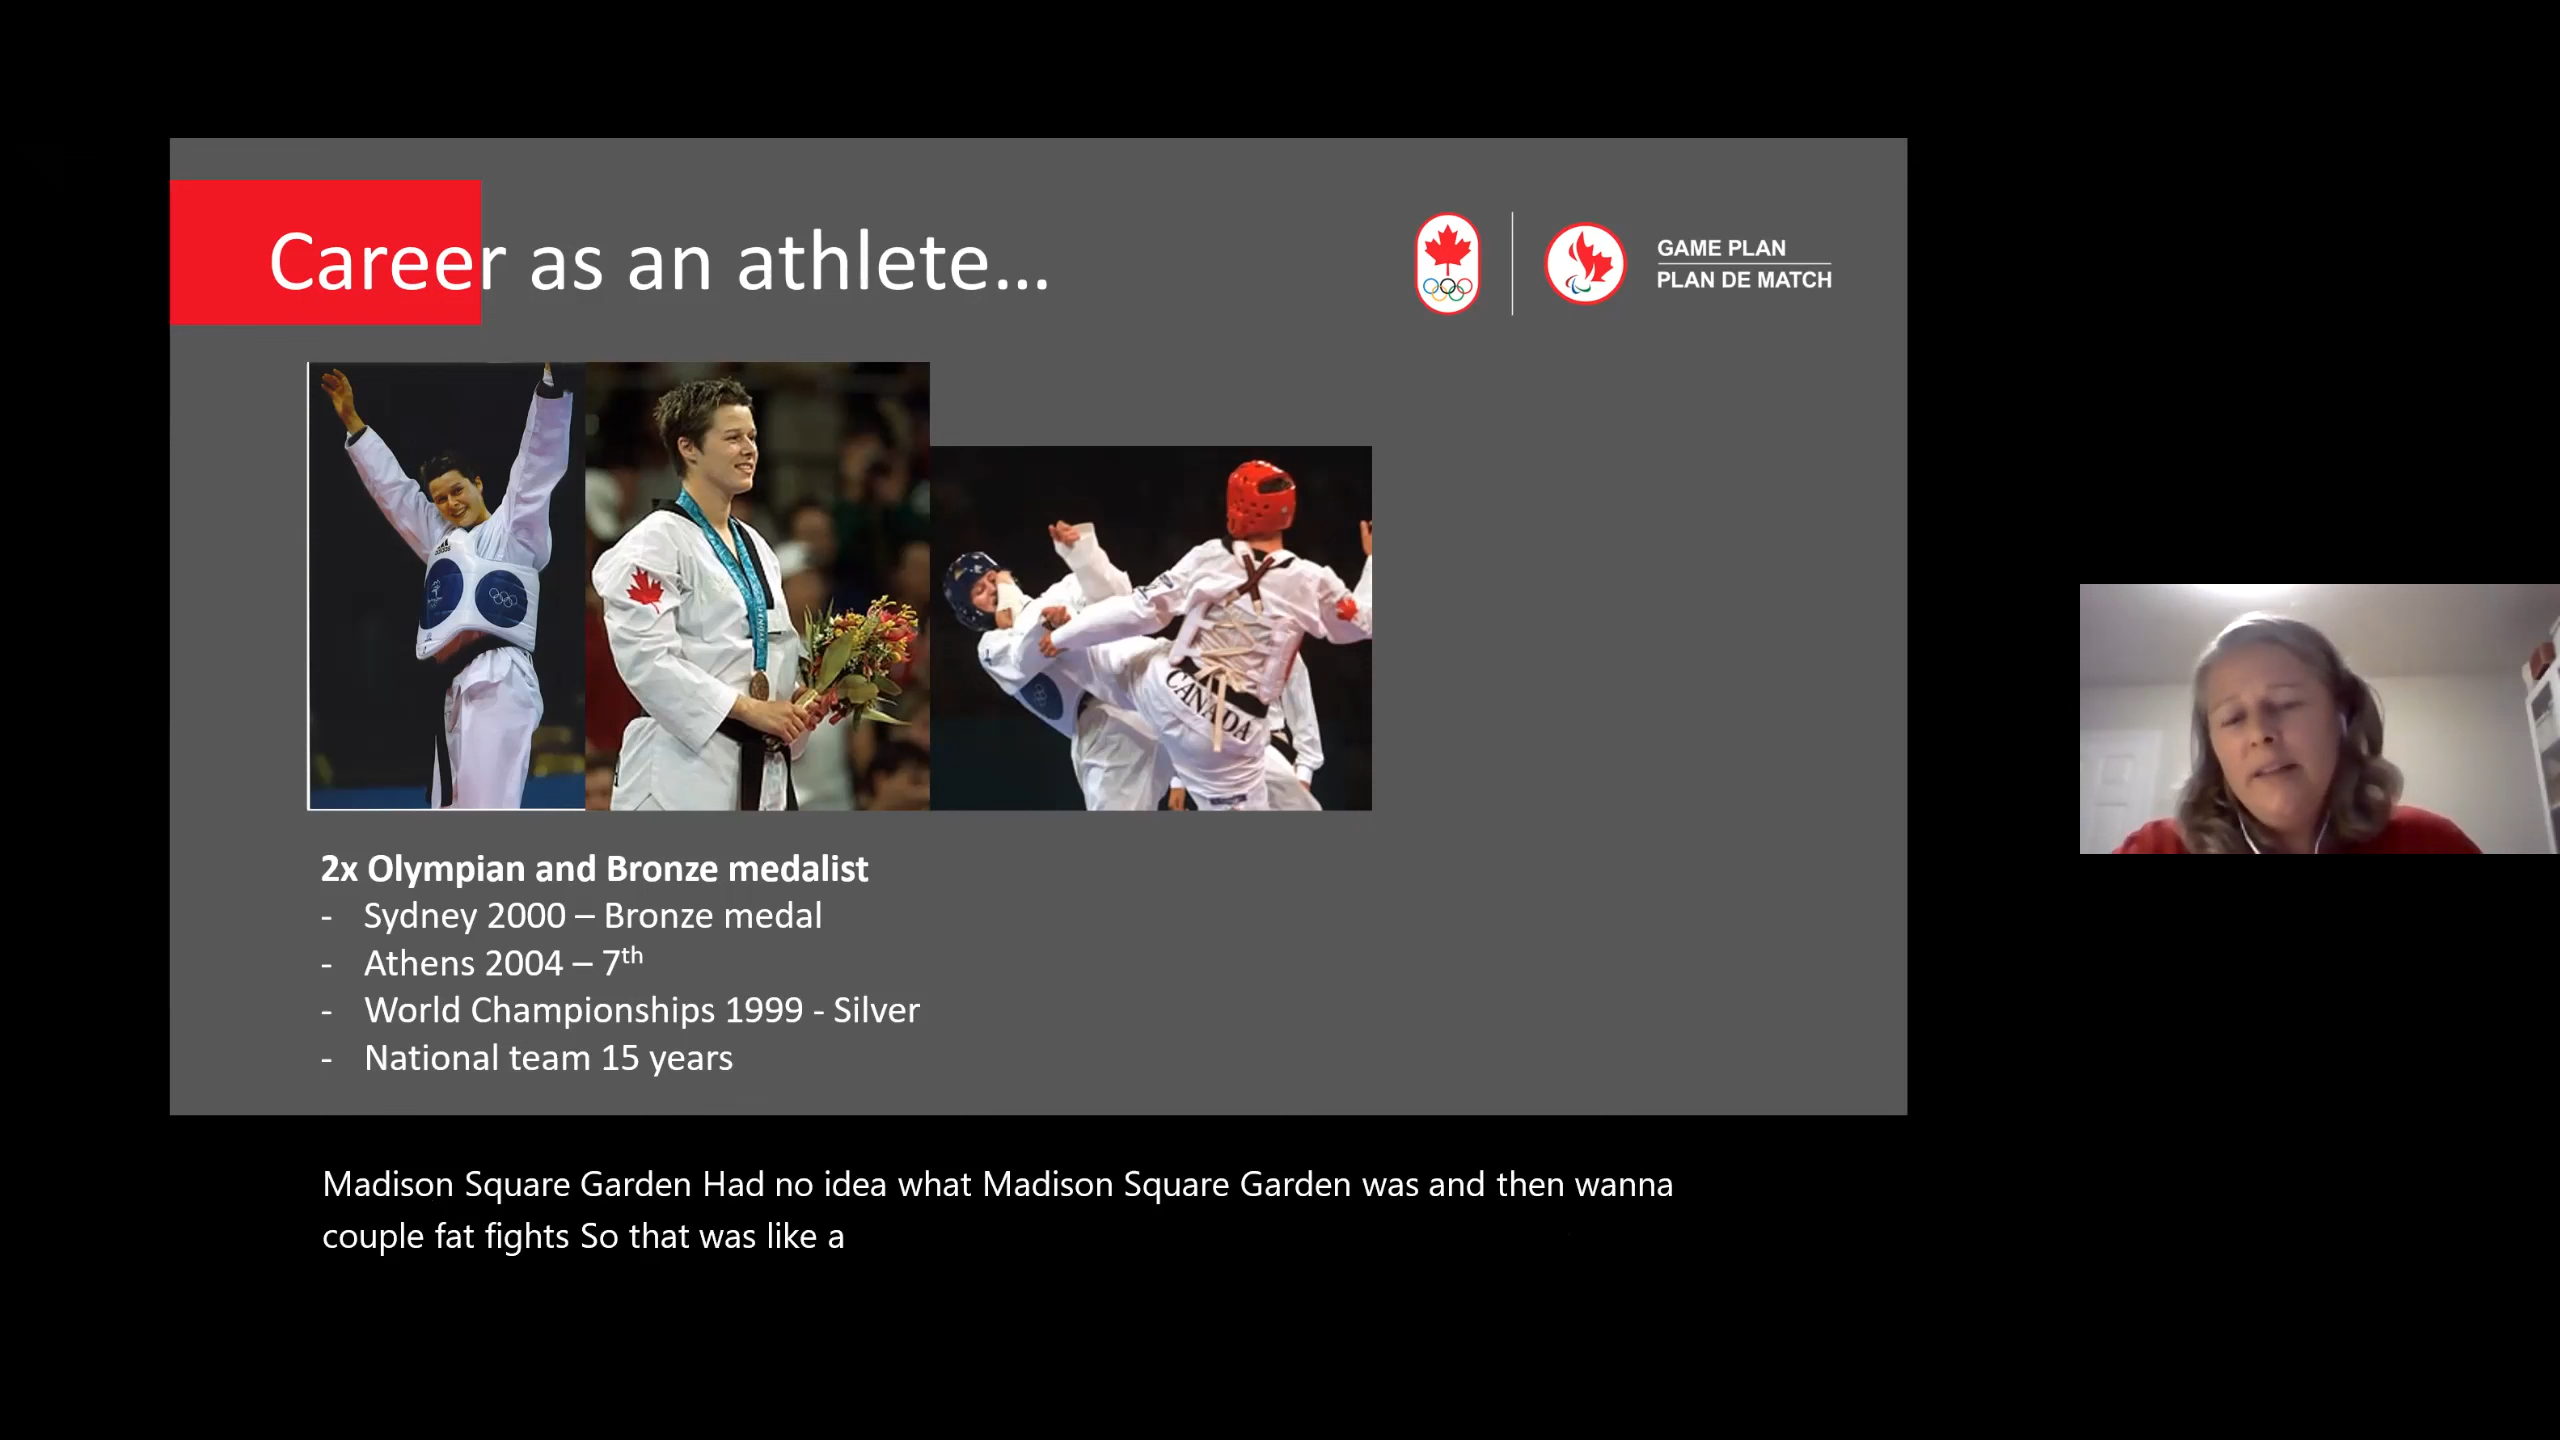 Career as an athlete...
GAME PLAN
PLAN DE MATCH
adidas
CANADA
2x Olympian and Bronze medalist
- Sydney 2000 – Bronze medal
- Athens 2004 – 7th
- World Championships 1999 - Silver
- National team 15 years
Madison Square Garden Had no idea what Madison Square Garden was and then wanna
couple fat fights So that was like a